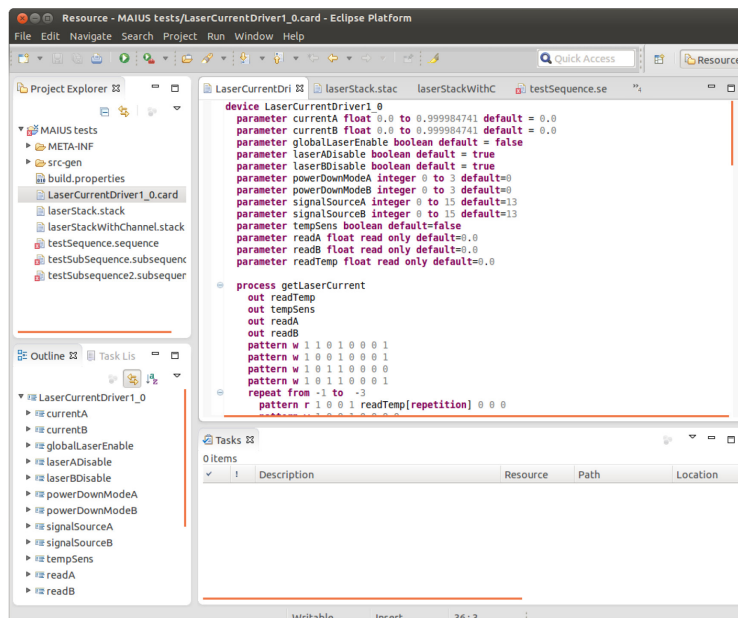 Resource - MAIUS tests/LaserCurrentDriver1_0.card - Eclipse Platform
File Edit Navigate Search Project Run Window Help
Quick Access
Resource
Project Explorer
MAIUS tests
META-INF
src-gen
build.properties
LaserCurrentDriver1_0.card
laserStack.stack
laserStackWithChannel.stack
testSequence.sequence
testSubSequence.subsequenc
testSubsequence2.subsequer
Outline
Task Lis
LaserCurrentDriver1_0
currentA
currentB
globalLaserEnable
laserADisable
laserBDisable
powerDownModeA
powerDownModeB
signalSourceA
signalSourceB
tempSens
readA
readB
LaserCurrentDri
laserStack.stac
laserStackWithC
testSequence.se
»4
device LaserCurrentDriver1_0
parameter currentA float 0.0 to 0.999984741 default = 0.0
parameter currentB float 0.0 to 0.999984741 default = 0.0
parameter globalLaserEnable boolean default = false
parameter laserADisable boolean default = true
parameter laserBDisable boolean default = true
parameter powerDownModeA integer 0 to 3 default=0
parameter powerDownModeB integer 0 to 3 default=0
parameter signalSourceA integer 0 to 15 default=13
parameter signalSourceB integer 0 to 15 default=13
parameter tempSens boolean default=false
parameter readA float read only default=0.0
parameter readB float read only default=0.0
parameter readTemp float read only default=0.0
process getLaserCurrent
out readTemp
out tempSens
out readA
out readB
pattern w 1 1 0 1 0 0 0 1
pattern w 1 0 0 1 0 0 0 1
pattern w 1 0 1 1 0 0 0 0
pattern w 1 0 1 1 0 0 0 1
repeat from -1 to -3
pattern r 1 0 0 1 readTemp[repetition] 0 0 0
Tasks
0 items
! Description Resource Path Location
Writable Insert 36 : 3